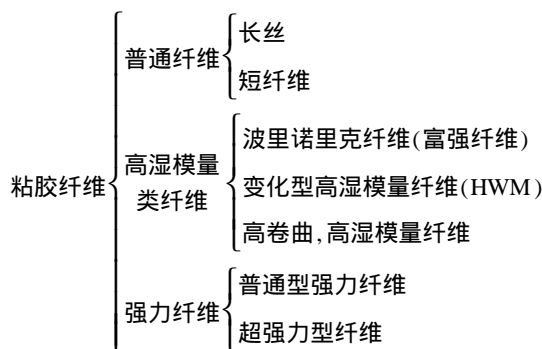 粘胶纤维
普通纤维
长丝
短纤维
高湿模量
类纤维
波里诺里克纤维(富强纤维)
变化型高湿模量纤维(HWM)
高卷曲,高湿模量纤维
强力纤维
普通型强力纤维
超强力型纤维